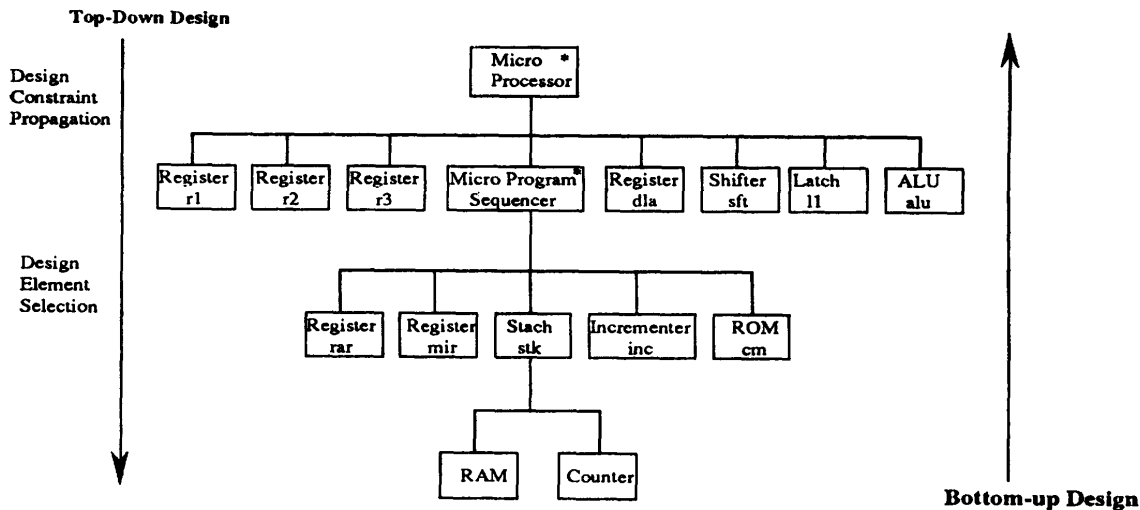 Top-Down Design
Design
Constraint
Propagation
Micro *
Processor
Register
r1
Register
r2
Register
r3
Micro Program*
Sequencer
Register
dla
Shifter
sft
Latch
l1
ALU
alu
Design
Element
Selection
Register
rar
Register
mir
Stach
stk
Incrementer
inc
ROM
cm
RAM
Counter
Bottom-up Design